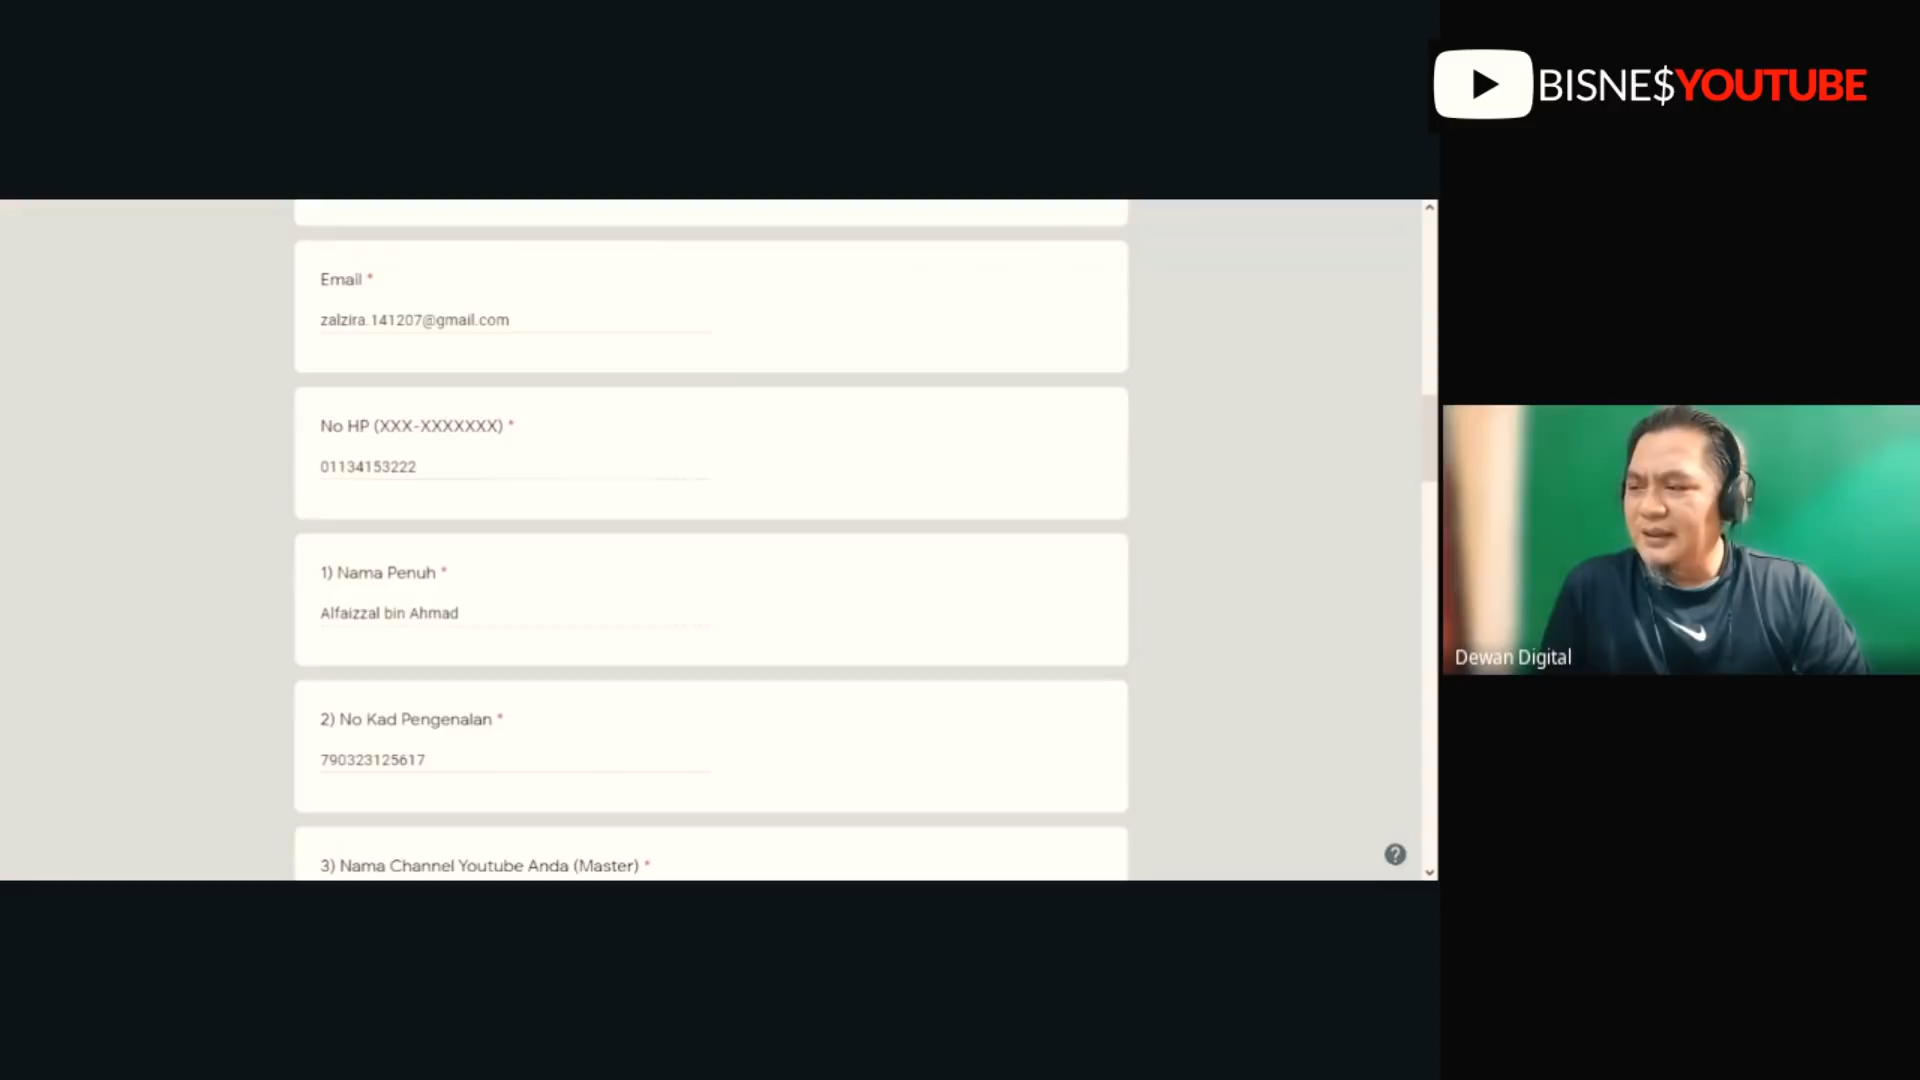 BISNE$YOUTUBE
Email *
zalzira.141207@gmail.com
No HP (XXX-XXXXXXX) *
01134153222
1) Nama Penuh *
Alfaizzal bin Ahmad
2) No Kad Pengenalan *
790323125617
3) Nama Channel Youtube Anda (Master) *
?
Dewan Digital